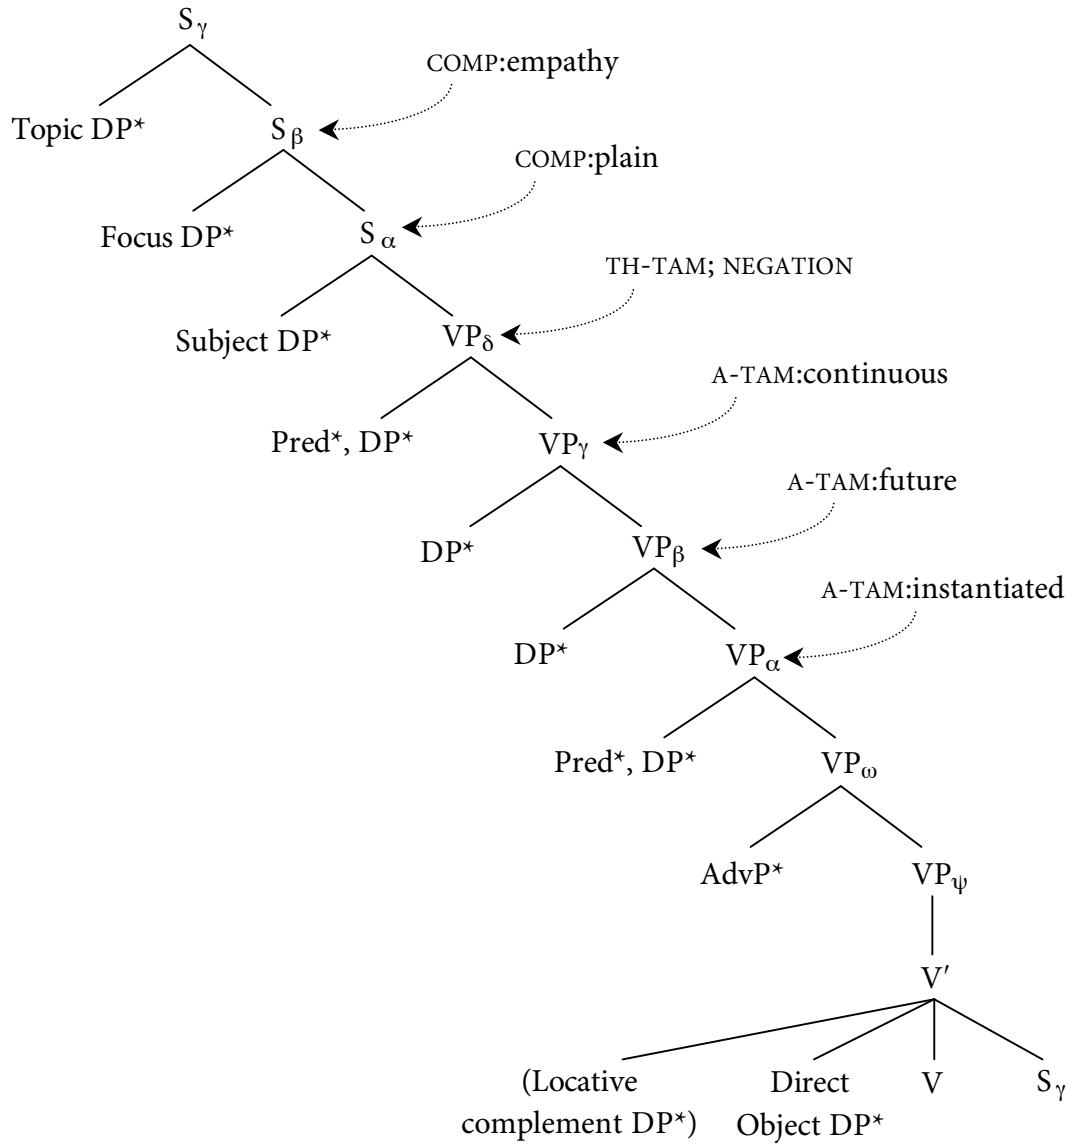 Sγ
COMP:empathy
Topic DP*
Sβ
COMP:plain
Focus DP*
Sα
TH-TAM; NEGATION
Subject DP*
VPδ
A-TAM:continuous
Pred*, DP*
VPγ
A-TAM:future
DP*
VPβ
A-TAM:instantiated
DP*
VPα
Pred*, DP*
VPω
AdvP*
VPψ
V′
(Locative
complement DP*)
Direct
Object DP*
V
Sγ